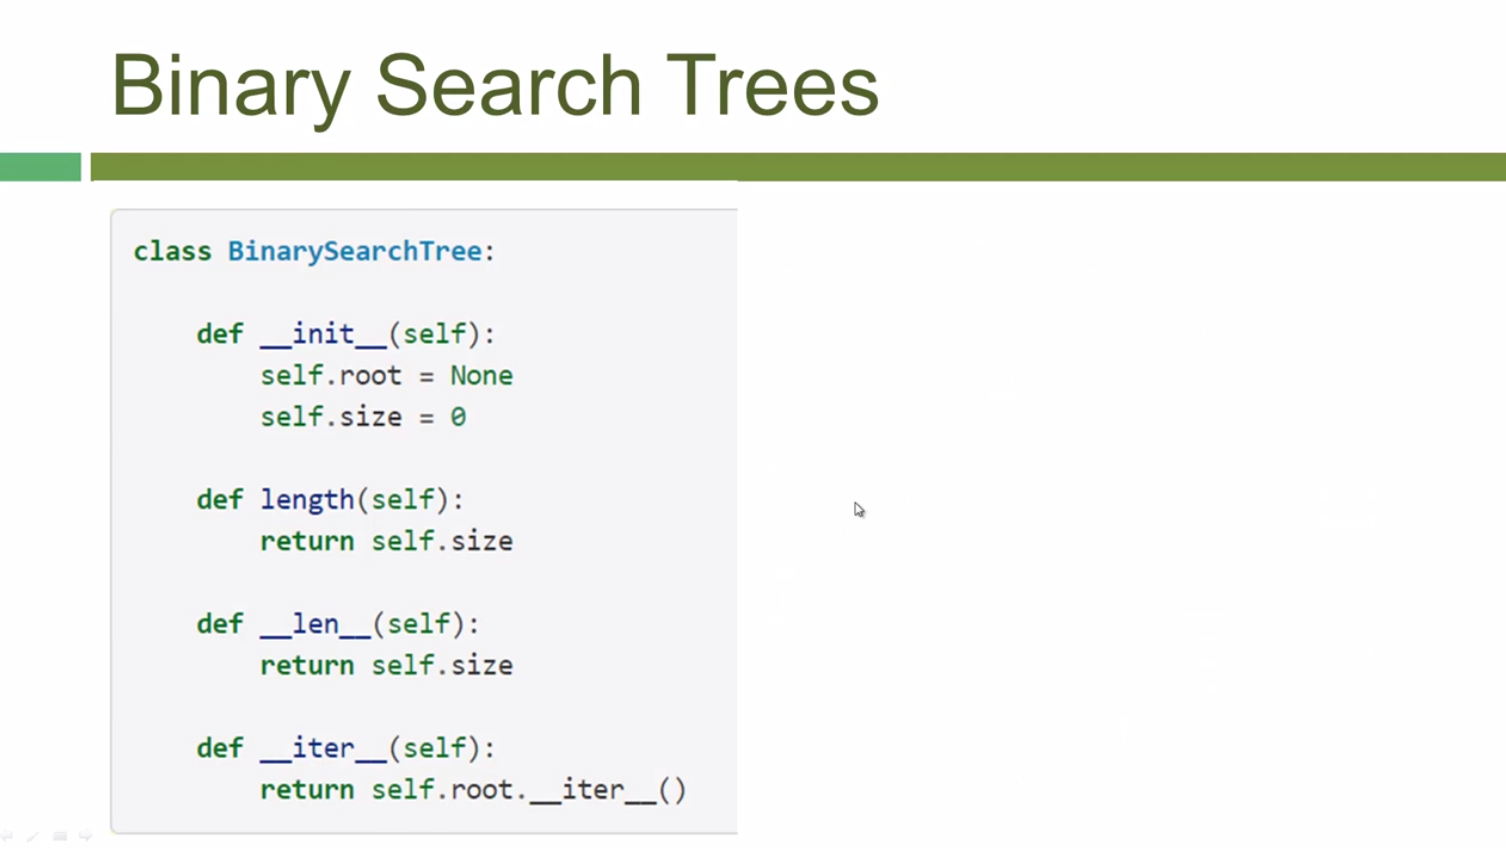 Binary Search Trees
class BinarySearchTree:
    def __init__(self):
        self.root = None
        self.size = 0
    def length(self):
        return self.size
    def __len__(self):
        return self.size
    def __iter__(self):
        return self.root.__iter__()